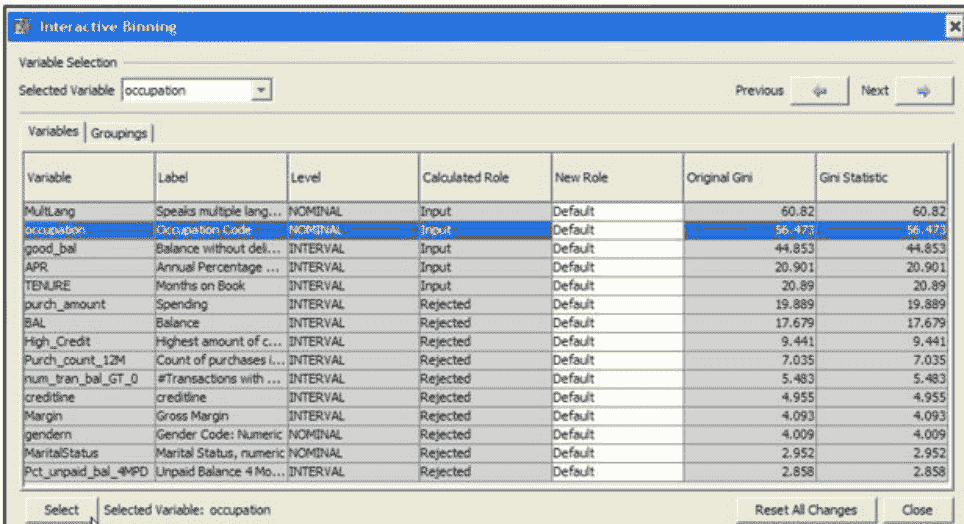 Interactive Binning
Variable Selection
Selected Variable occupation Previous Next
Variables Groupings
Variable Label Level Calculated Role New Role Original Gini Gini Statistic
MultLang Speaks multiple lang... NOMINAL Input Default 60.82 60.82
occupation Occupation Code NOMINAL Input Default 56.473 56.473
good_bal Balance without deli... INTERVAL Input Default 44.853 44.853
APR Annual Percentage ... INTERVAL Input Default 20.901 20.901
TENURE Months on Book INTERVAL Input Default 20.89 20.89
purch_amount Spending INTERVAL Rejected Default 19.889 19.889
BAL Balance INTERVAL Rejected Default 17.679 17.679
High_Credit Highest amount of c... INTERVAL Rejected Default 9.441 9.441
Purch_count_12M Count of purchases i... INTERVAL Rejected Default 7.035 7.035
num_tran_bal_GT_0 #Transactions with ... INTERVAL Rejected Default 5.483 5.483
creditline creditline INTERVAL Rejected Default 4.955 4.955
Margin Gross Margin INTERVAL Rejected Default 4.093 4.093
gendern Gender Code: Numeric NOMINAL Rejected Default 4.009 4.009
MaritalStatus Marital Status, numeric NOMINAL Rejected Default 2.952 2.952
Pct_unpaid_bal_4MPD Unpaid Balance 4 Mo... INTERVAL Rejected Default 2.858 2.858
Select Selected Variable: occupation Reset All Changes Close